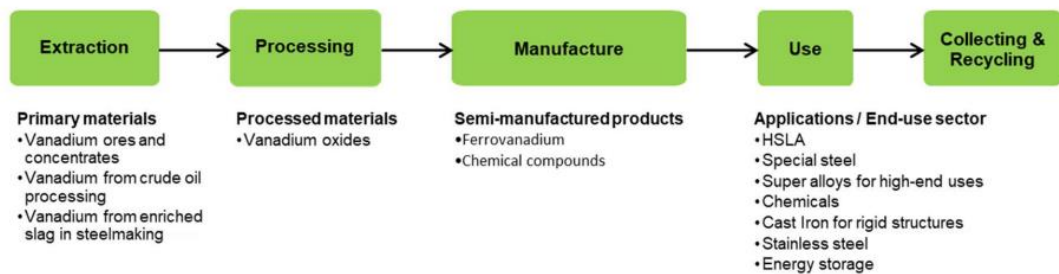 Extraction
Processing
Manufacture
Use
Collecting &
Recycling
Primary materials
•Vanadium ores and
concentrates
•Vanadium from crude oil
processing
•Vanadium from enriched
slag in steelmaking
Processed materials
•Vanadium oxides
Semi-manufactured products
•Ferrovanadium
•Chemical compounds
Applications / End-use sector
•HSLA
•Special steel
•Super alloys for high-end uses
•Chemicals
•Cast Iron for rigid structures
•Stainless steel
•Energy storage